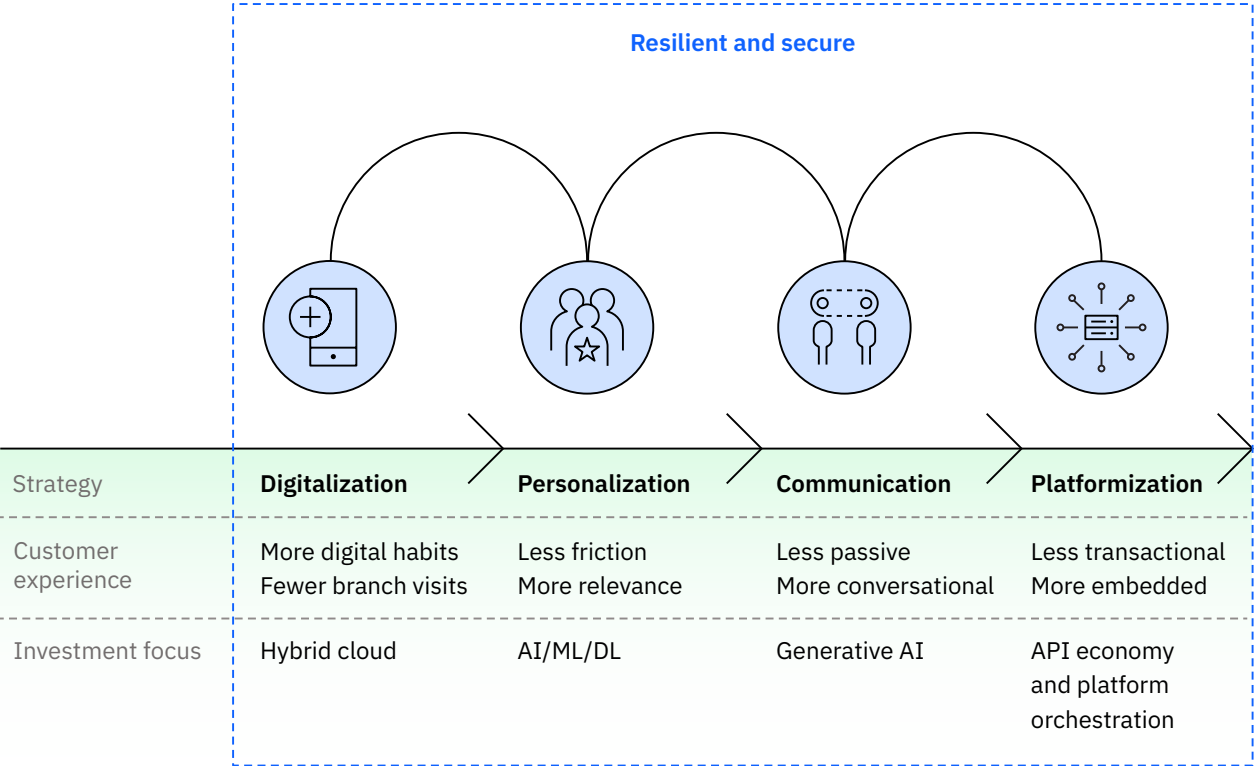 Resilient and secure
Strategy
Digitalization
Personalization
Communication
Platformization
Customer
experience
More digital habits
Fewer branch visits
Less friction
More relevance
Less passive
More conversational
Less transactional
More embedded
Investment focus
Hybrid cloud
AI/ML/DL
Generative AI
API economy
and platform
orchestration